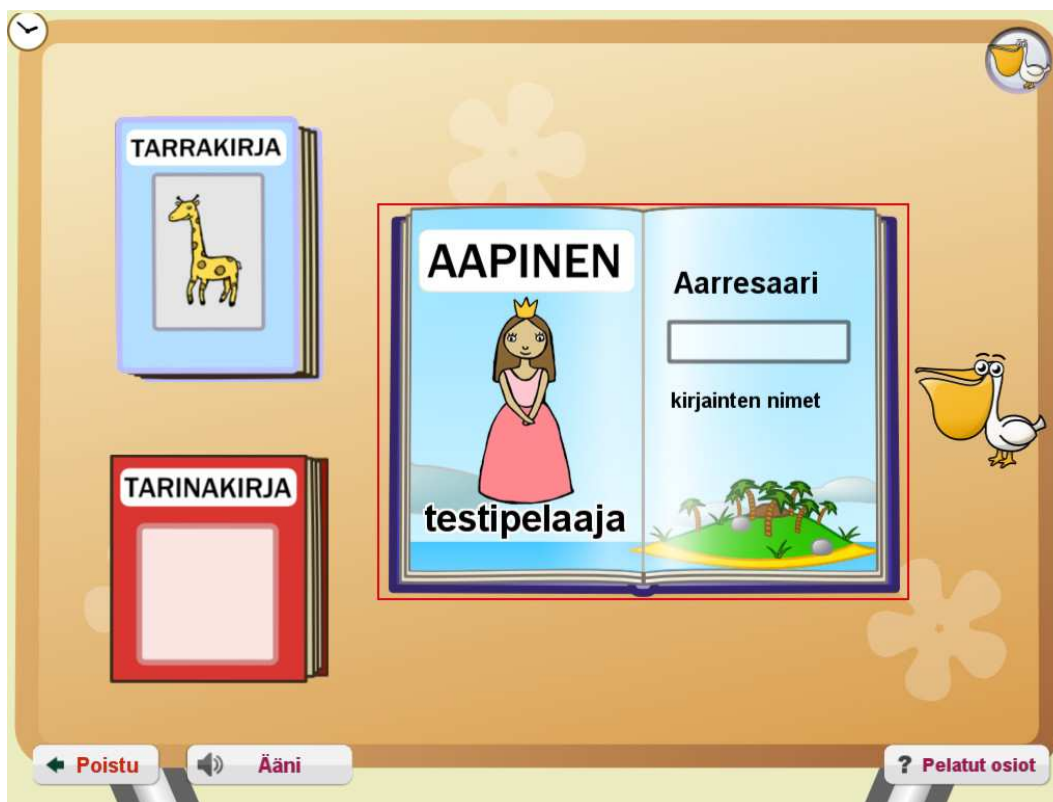 TARRAKIRJA
TARINAKIRJA
AAPINEN
testipelaaja
Aarresaari
kirjainten nimet
Poistu
Ääni
? Pelatut osiot